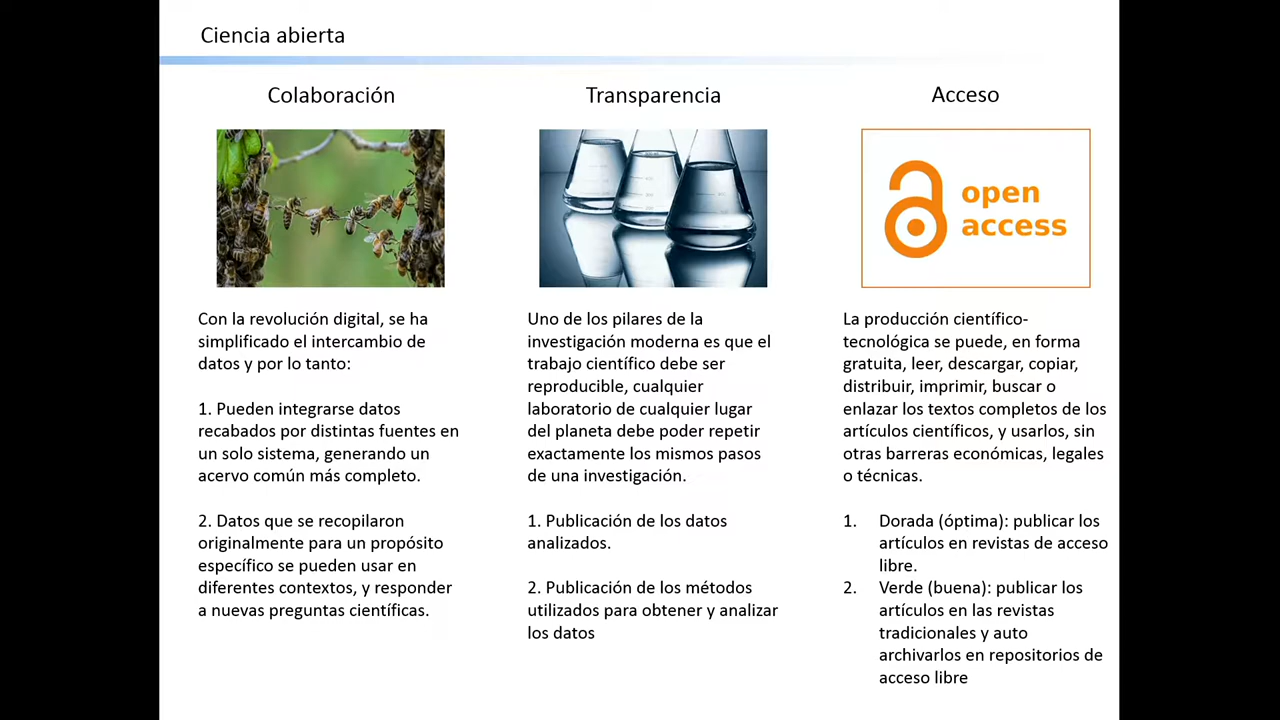 Ciencia abierta
Colaboración
Con la revolución digital, se ha
simplificado el intercambio de
datos y por lo tanto:
1. Pueden integrarse datos
recabados por distintas fuentes en
un solo sistema, generando un
acervo común más completo.
2. Datos que se recopilaron
originalmente para un propósito
específico se pueden usar en
diferentes contextos, y responder
a nuevas preguntas científicas.
Transparencia
Uno de los pilares de la
investigación moderna es que el
trabajo científico debe ser
reproducible, cualquier
laboratorio de cualquier lugar
del planeta debe poder repetir
exactamente los mismos pasos
de una investigación.
1. Publicación de los datos
analizados.
2. Publicación de los métodos
utilizados para obtener y analizar
los datos
Acceso
open
access
La producción científico-
tecnológica se puede, en forma
gratuita, leer, descargar, copiar,
distribuir, imprimir, buscar o
enlazar los textos completos de los
artículos científicos, y usarlos, sin
otras barreras económicas, legales
o técnicas.
1. Dorada (óptima): publicar los
artículos en revistas de acceso
libre.
2. Verde (buena): publicar los
artículos en las revistas
tradicionales y auto
archivarlos en repositorios de
acceso libre